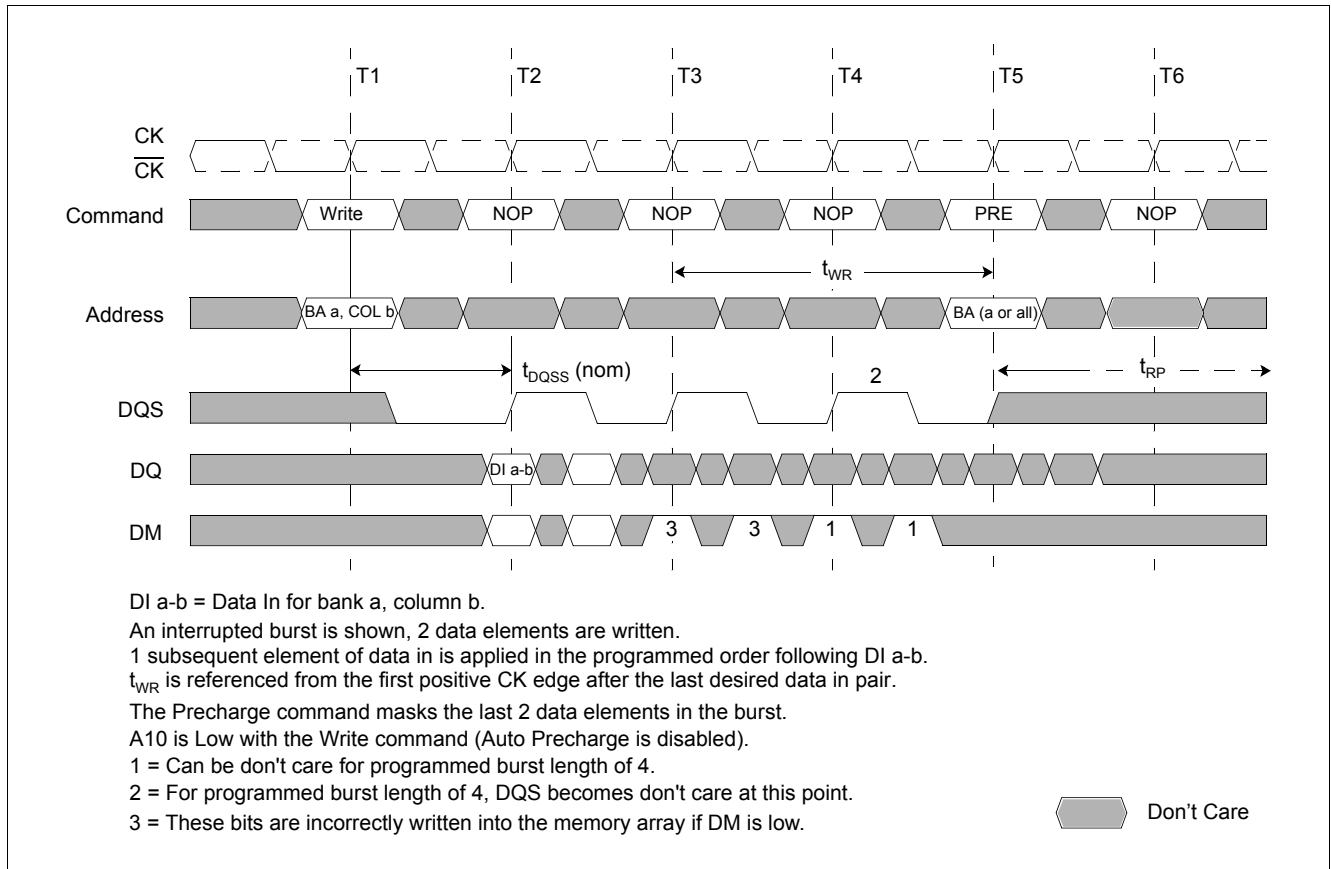 T1 T2 T3 T4 T5 T6
CK
CK
Command Write NOP NOP NOP PRE NOP
tWR
Address BA a, COL b BA (a or all)
tDQSS (nom) 2 tRP
DQS
DQ DI a-b
DM 3 3 1 1
DI a-b = Data In for bank a, column b.
An interrupted burst is shown, 2 data elements are written.
1 subsequent element of data in is applied in the programmed order following DI a-b.
tWR is referenced from the first positive CK edge after the last desired data in pair.
The Precharge command masks the last 2 data elements in the burst.
A10 is Low with the Write command (Auto Precharge is disabled).
1 = Can be don't care for programmed burst length of 4.
2 = For programmed burst length of 4, DQS becomes don't care at this point.
3 = These bits are incorrectly written into the memory array if DM is low.
Don't Care